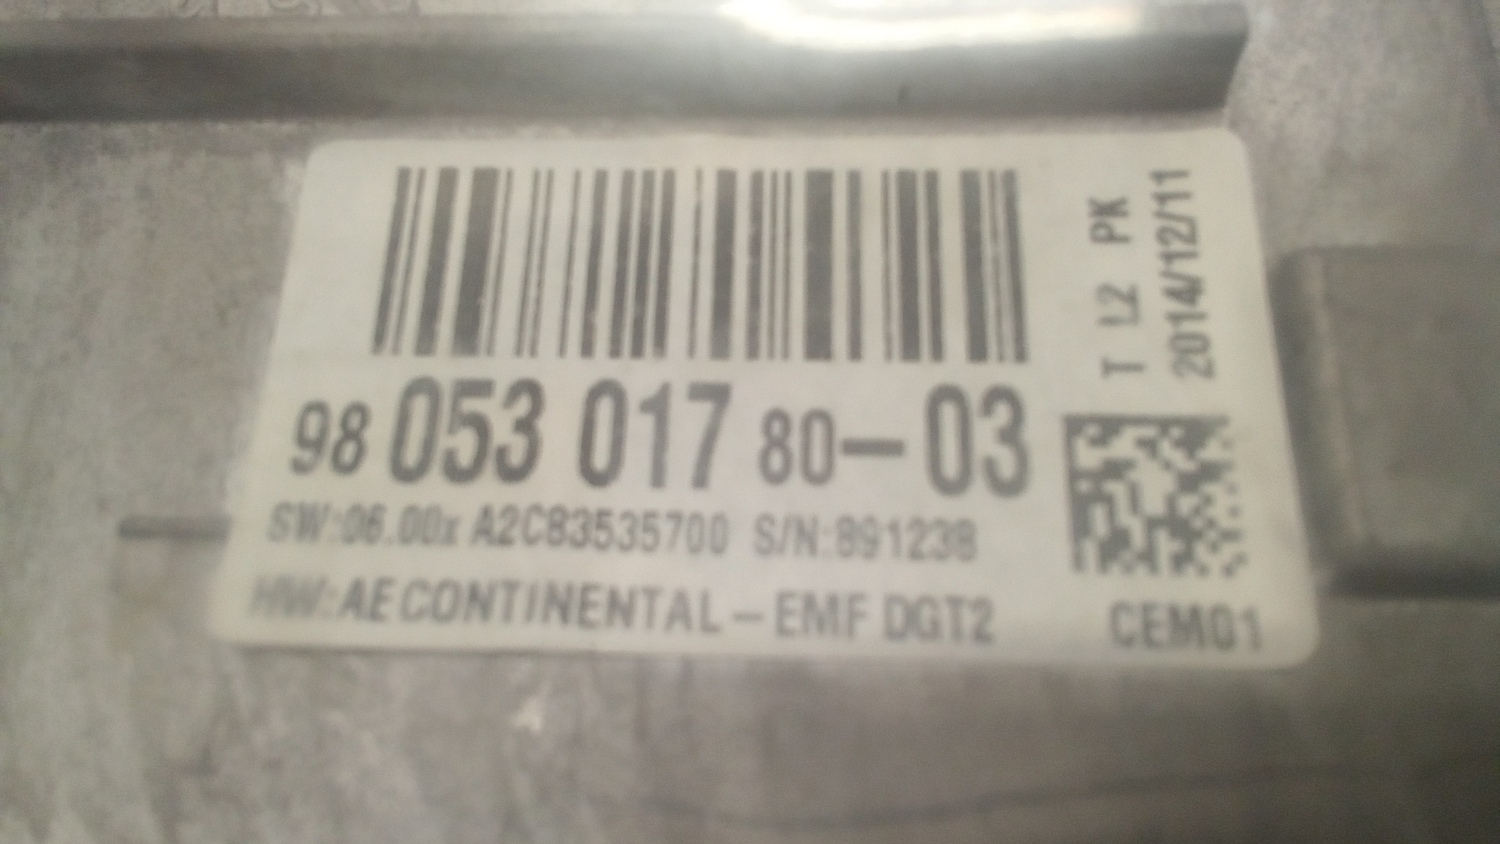 98 053 017 80-03
SW:06.00x A2C83535700 S/N:891238
HW:AE CONTINENTAL-EMF DGT2
T L2 PK
2014/12/11
CEM01